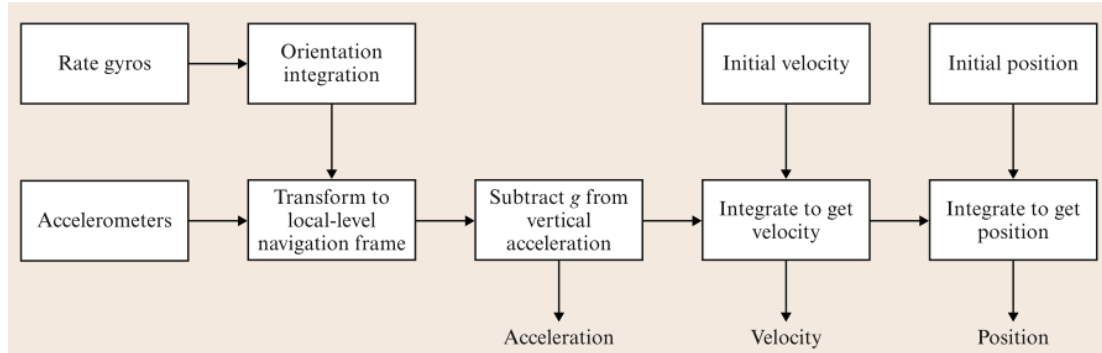 Rate gyros
Orientation
integration
Initial velocity
Initial position
Accelerometers
Transform to
local-level
navigation frame
Subtract g from
vertical
acceleration
Integrate to get
velocity
Integrate to get
position
Acceleration
Velocity
Position